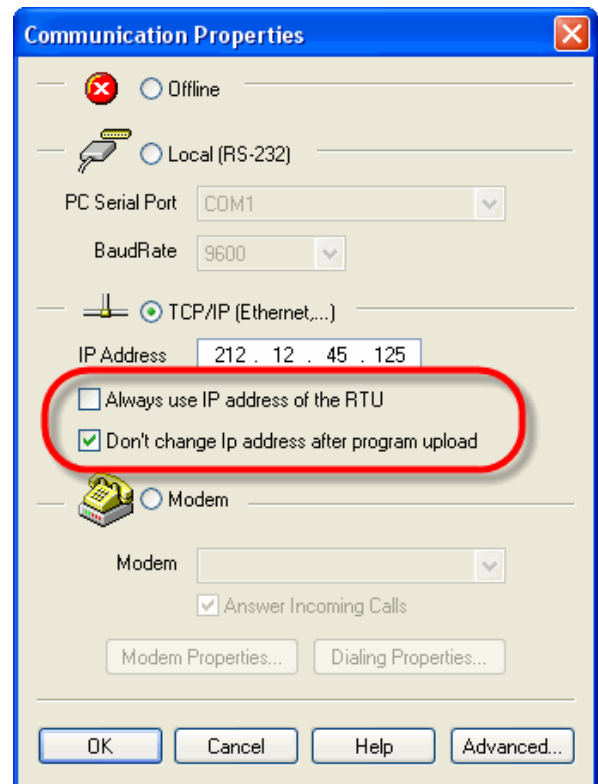 Communication Properties
Offline
Local (RS-232)
PC Serial Port COM1
BaudRate 9600
TCP/IP (Ethernet,...)
IP Address 212 . 12 . 45 . 125
Always use IP address of the RTU
Don't change Ip address after program upload
Modem
Modem
Answer Incoming Calls
Modem Properties... Dialing Properties...
OK Cancel Help Advanced...